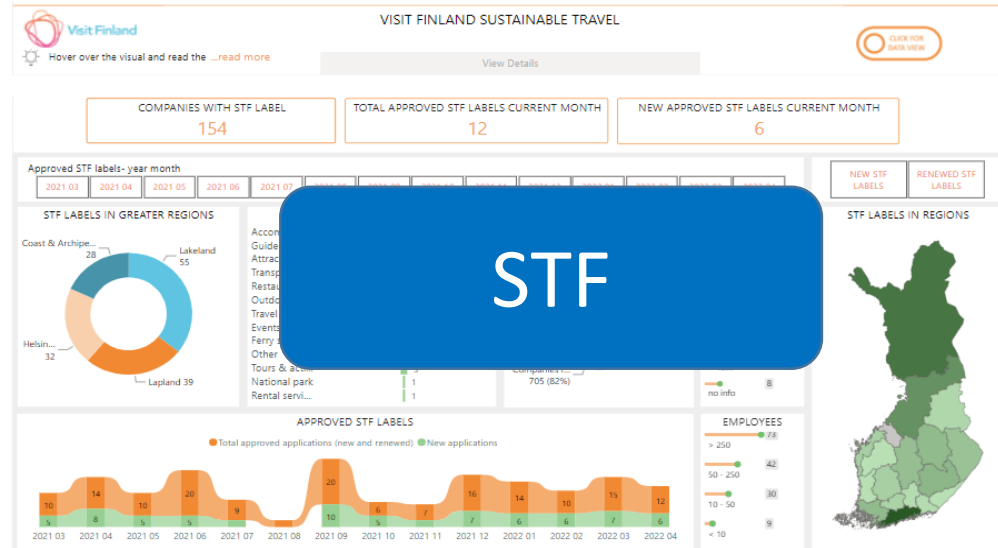 Visit Finland
VISIT FINLAND SUSTAINABLE TRAVEL
CLICK FOR
DATA VIEW
Hover over the visual and read the ...read more
View Details
COMPANIES WITH STF LABEL
154
TOTAL APPROVED STF LABELS CURRENT MONTH
12
NEW APPROVED STF LABELS CURRENT MONTH
6
Approved STF labels- year month
2021 03 2021 04 2021 05 2021 06 2021 07
NEW STF
LABELS
RENEWED STF
LABELS
STF LABELS IN GREATER REGIONS
Coast & Archipe...
28
Lakeland
55
Helsin...
32
Lapland 39
STF
Guide
Other
Tours & acti...
National park 1
Rental servi... 1
705 (82%)
no info 8
STF LABELS IN REGIONS
APPROVED STF LABELS
Total approved applications (new and renewed) New applications
10 14 10 20 9 20 6 7 16 14 10 15 12
5 8 5 5 10 5 7 6 6 7 6
2021 03 2021 04 2021 05 2021 06 2021 07 2021 08 2021 09 2021 10 2021 11 2021 12 2022 01 2022 02 2022 03 2022 04
EMPLOYEES
> 250 73
50 - 250 42
10 - 50 30
< 10 9